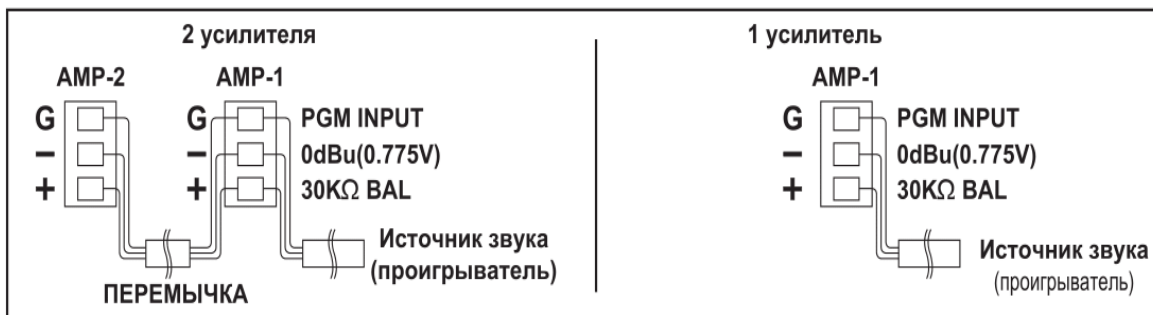 2 усилителя
AMP-2
AMP-1
G
G
PGM INPUT
−
−
0dBu(0.775V)
+
+
30KΩ BAL
Источник звука
(проигрыватель)
ПЕРЕМЫЧКА
1 усилитель
AMP-1
G
PGM INPUT
−
0dBu(0.775V)
+
30KΩ BAL
Источник звука
(проигрыватель)